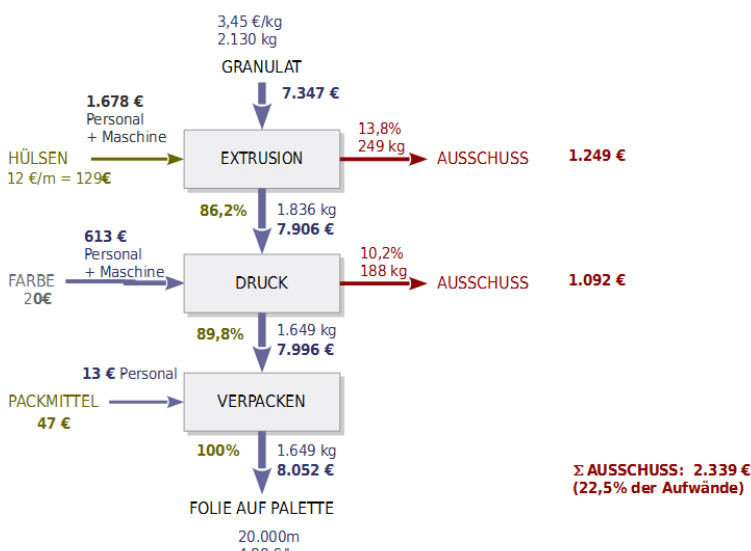 3,45 €/kg
2.130 kg
GRANULAT
7.347 €
1.678 €
Personal
+ Maschine
HÜLSEN
12 €/m = 129€
EXTRUSION
13,8%
249 kg
AUSSCHUSS
1.249 €
86,2%
1.836 kg
7.906 €
613 €
Personal
+ Maschine
FARBE
20€
DRUCK
10,2%
188 kg
AUSSCHUSS
1.092 €
89,8%
1.649 kg
7.996 €
13 € Personal
PACKMITTEL
47 €
VERPACKEN
100%
1.649 kg
8.052 €
Σ AUSSCHUSS: 2.339 €
(22,5% der Aufwände)
FOLIE AUF PALETTE
20.000m